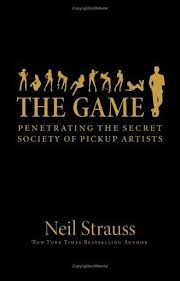 THE GAME
PENETRATING THE SECRET
SOCIETY OF PICKUP ARTISTS
Neil Strauss
NEW YORK TIMES BESTSELLING AUTHOR